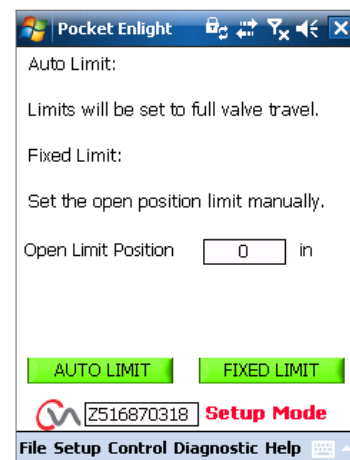 Pocket Enlight
Auto Limit:
Limits will be set to full valve travel.
Fixed Limit:
Set the open position limit manually.
Open Limit Position 0 in
AUTO LIMIT FIXED LIMIT
Z516870318 Setup Mode
File Setup Control Diagnostic Help